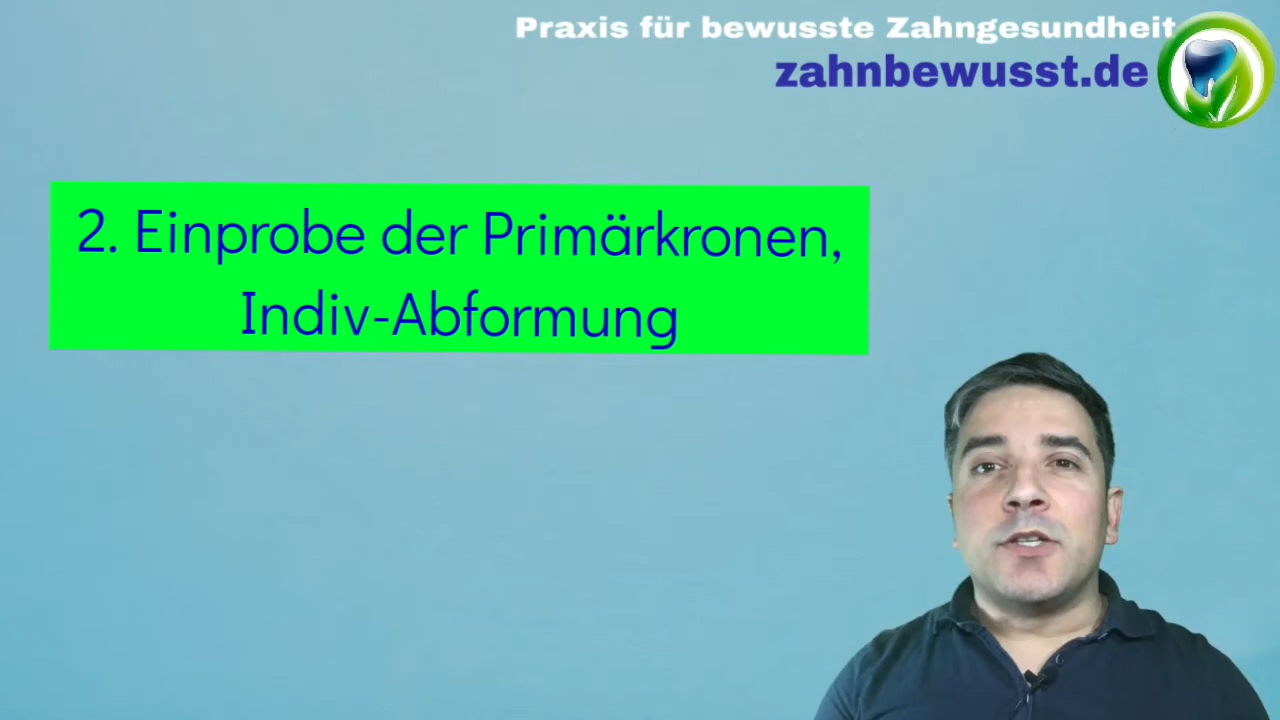 Praxis für bewusste Zahngesundheit
zahnbewusst.de
2. Einprobe der Primärkronen,
Indiv-Abformung